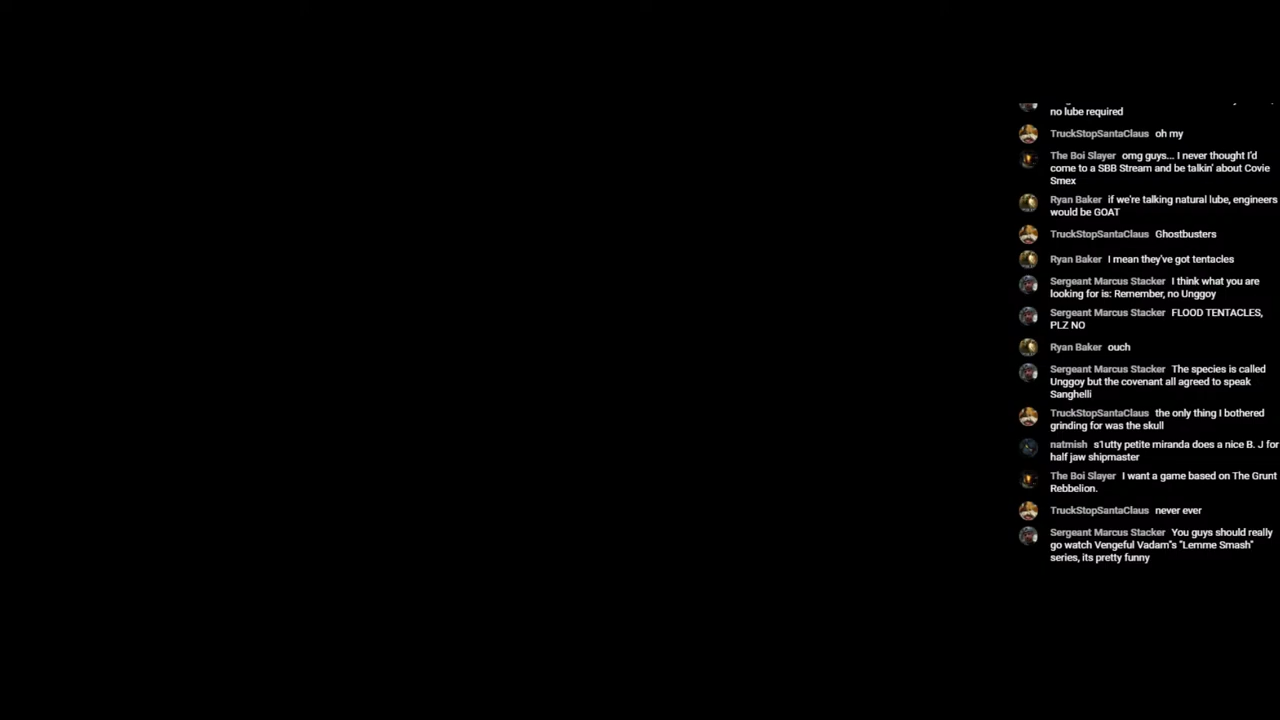 no lube required
TruckStopSantaClaus oh my
The Boi Slayer omg guys... I never thought I'd
come to a SBB Stream and be talkin' about Covie
Smex
Ryan Baker if we're talking natural lube, engineers
would be GOAT
TruckStopSantaClaus Ghostbusters
Ryan Baker I mean they've got tentacles
Sergeant Marcus Stacker I think what you are
looking for is: Remember, no Unggoy
Sergeant Marcus Stacker FLOOD TENTACLES,
PLZ NO
Ryan Baker ouch
Sergeant Marcus Stacker The species is called
Unggoy but the covenant all agreed to speak
Sanghelli
TruckStopSantaClaus the only thing I bothered
grinding for was the skull
natmish s1utty petite miranda does a nice B. J for
half jaw shipmaster
The Boi Slayer I want a game based on The Grunt
Rebbelion.
TruckStopSantaClaus never ever
Sergeant Marcus Stacker You guys should really
go watch Vengeful Vadam"s "Lemme Smash"
series, its pretty funny